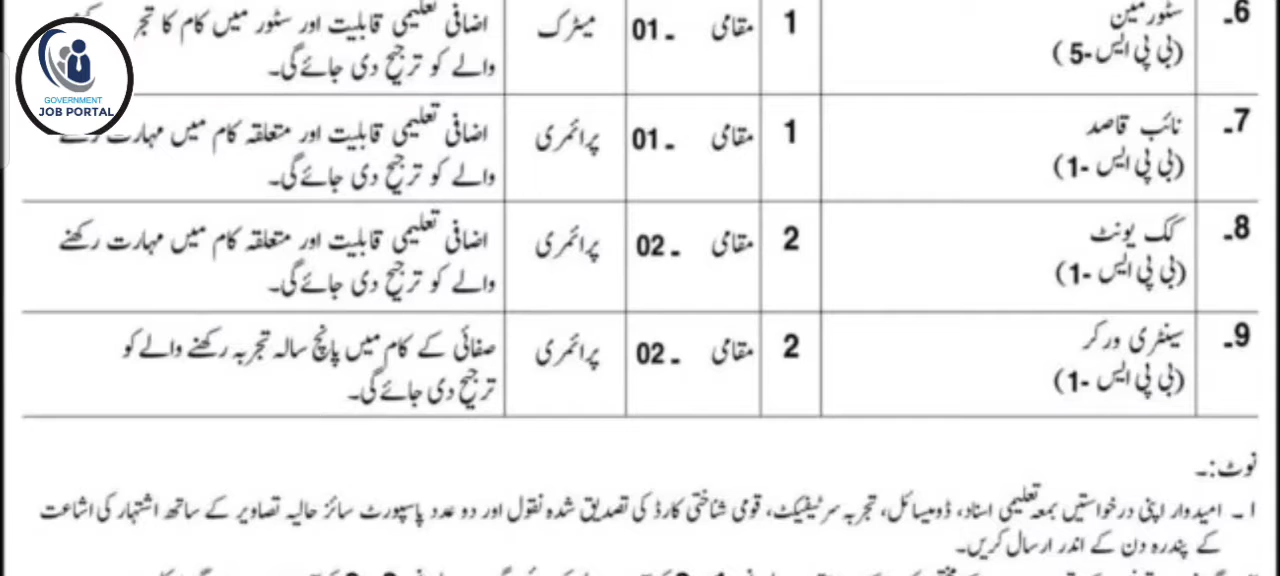 6۔ سٹورمین 1 مقامی ۔01 میٹرک اضافی تعلیمی قابلیت اور سٹور میں کام کا
(بی پی ایس-5) والے کو ترجیح دی جائے گی۔
7۔ نائب قاصد 1 مقامی ۔01 پرائمری اضافی تعلیمی قابلیت اور متعلقہ کام میں مہارت
(بی پی ایس -1) والے کو ترجیح دی جائے گی۔
8۔ کک یونٹ 2 مقامی ۔02 پرائمری اضافی تعلیمی قابلیت اور متعلقہ کام میں مہارت رکھنے
(بی پی ایس -1) والے کو ترجیح دی جائے گی۔
9۔ سینٹری ورکر 2 مقامی ۔02 پرائمری صفائی کے کام میں پانچ سالہ تجربہ رکھنے والے کو
(بی پی ایس -1) ترجیح دی جائے گی۔
نوٹ:۔
۱۔ امیدوار اپنی درخواستیں بمعہ تعلیمی اسناد، ڈومیسائل، تجربہ سرٹیفکیٹ، قومی شناختی کارڈ کی تصدیق شدہ نقول اور دو عدد پاسپورٹ سائز حالیہ تصاویر کے ساتھ اشتہار کی اشاعت
کے پندرہ دن کے اندر ارسال کریں۔
GOVERNMENT
JOB PORTAL